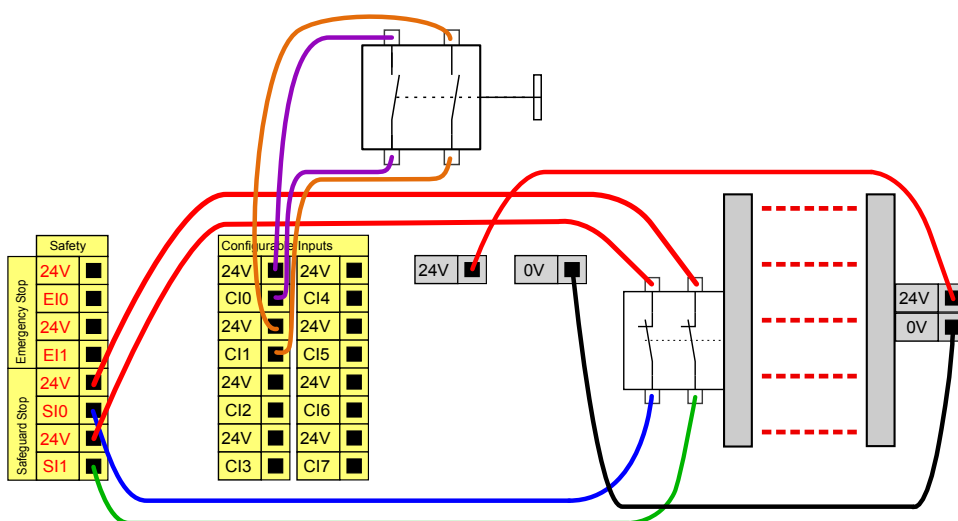 Safety
Emergency Stop
24V
EI0
24V
EI1
Safeguard Stop
24V
SI0
24V
SI1
Configurable Inputs
24V 24V
CI0 CI4
24V 24V
CI1 CI5
24V 24V
CI2 CI6
24V 24V
CI3 CI7
24V
0V
24V
0V